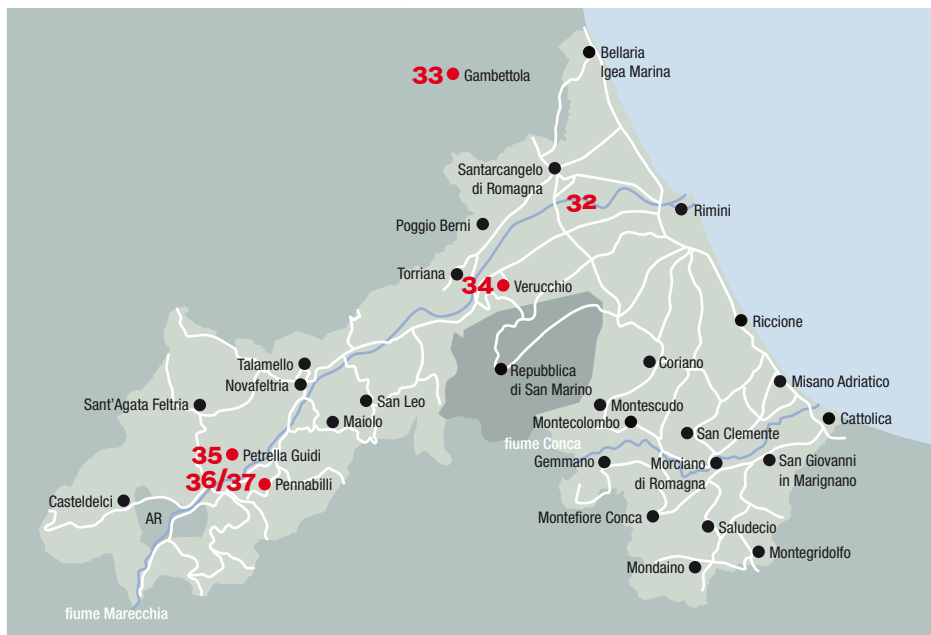 Bellaria
Igea Marina
33 Gambettola
Santarcangelo
di Romagna
32
Rimini
Poggio Berni
Torriana
34 Verucchio
Riccione
Talamello
Novafeltria
Repubblica
di San Marino
Coriano
Misano Adriatico
Sant'Agata Feltria
San Leo
Maiolo
Montescudo
Montecolombo
Cattolica
San Clemente
fiume Conca
35 Petrella Guidi
36/37 Pennabilli
Gemmano
Morciano
di Romagna
San Giovanni
in Marignano
Casteldelci
AR
Montefiore Conca
Saludecio
Montegridolfo
Mondaino
fiume Marecchia